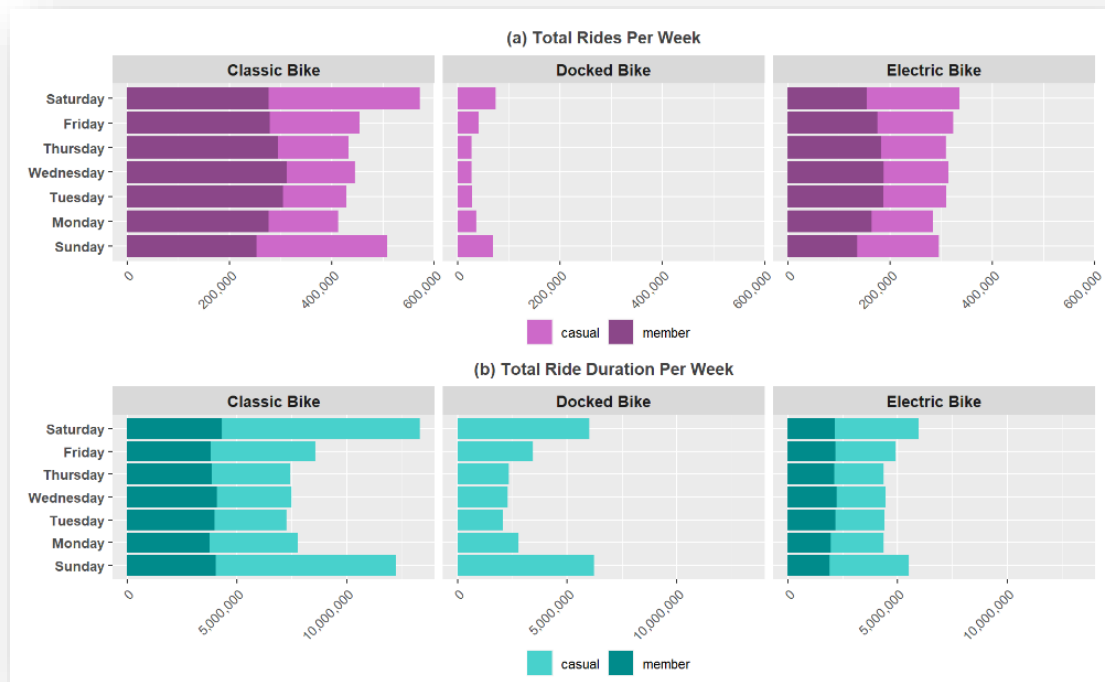 (a) Total Rides Per Week
Classic Bike Docked Bike Electric Bike
Saturday
Friday
Thursday
Wednesday
Tuesday
Monday
Sunday
0 200,000 400,000 600,000 0 200,000 400,000 600,000 0 200,000 400,000 600,000
casual member
(b) Total Ride Duration Per Week
Classic Bike Docked Bike Electric Bike
Saturday
Friday
Thursday
Wednesday
Tuesday
Monday
Sunday
0 5,000,000 10,000,000 0 5,000,000 10,000,000 0 5,000,000 10,000,000
casual member